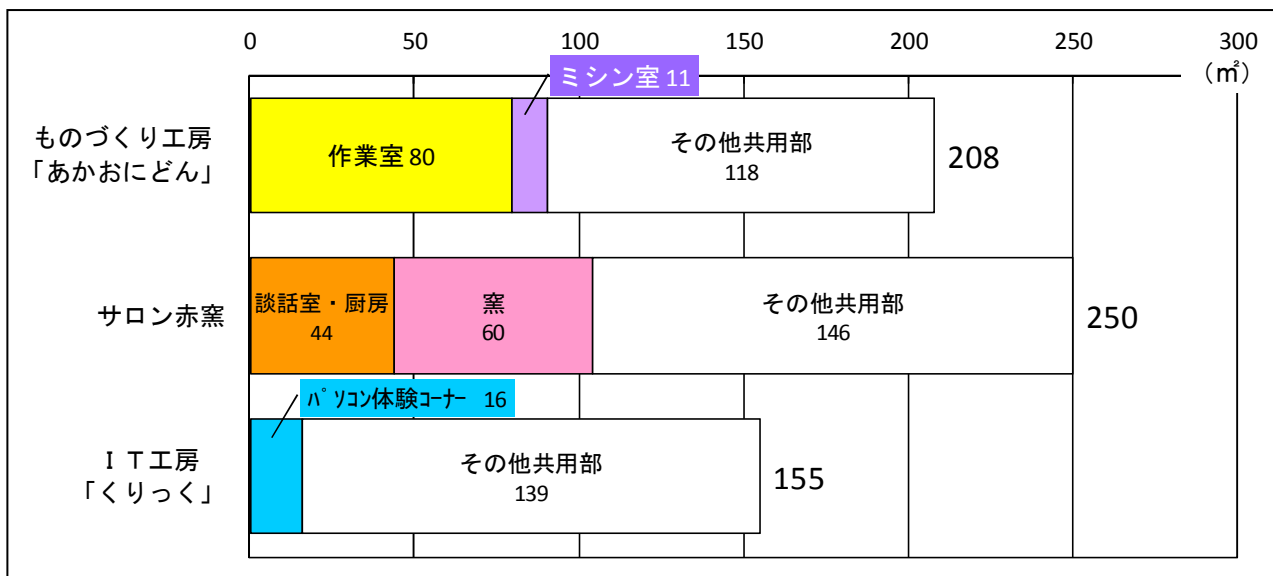 0 50 100 150 200 250 300
(㎡)
ミシン室 11
ものづくり工房
「あかおにどん」
作業室 80
その他共用部
118
208
サロン赤窯
談話室・厨房
44
窯
60
その他共用部
146
250
ﾊﾟｿｺﾝ体験ｺｰﾅｰ 16
ＩＴ工房
「くりっく」
その他共用部
139
155